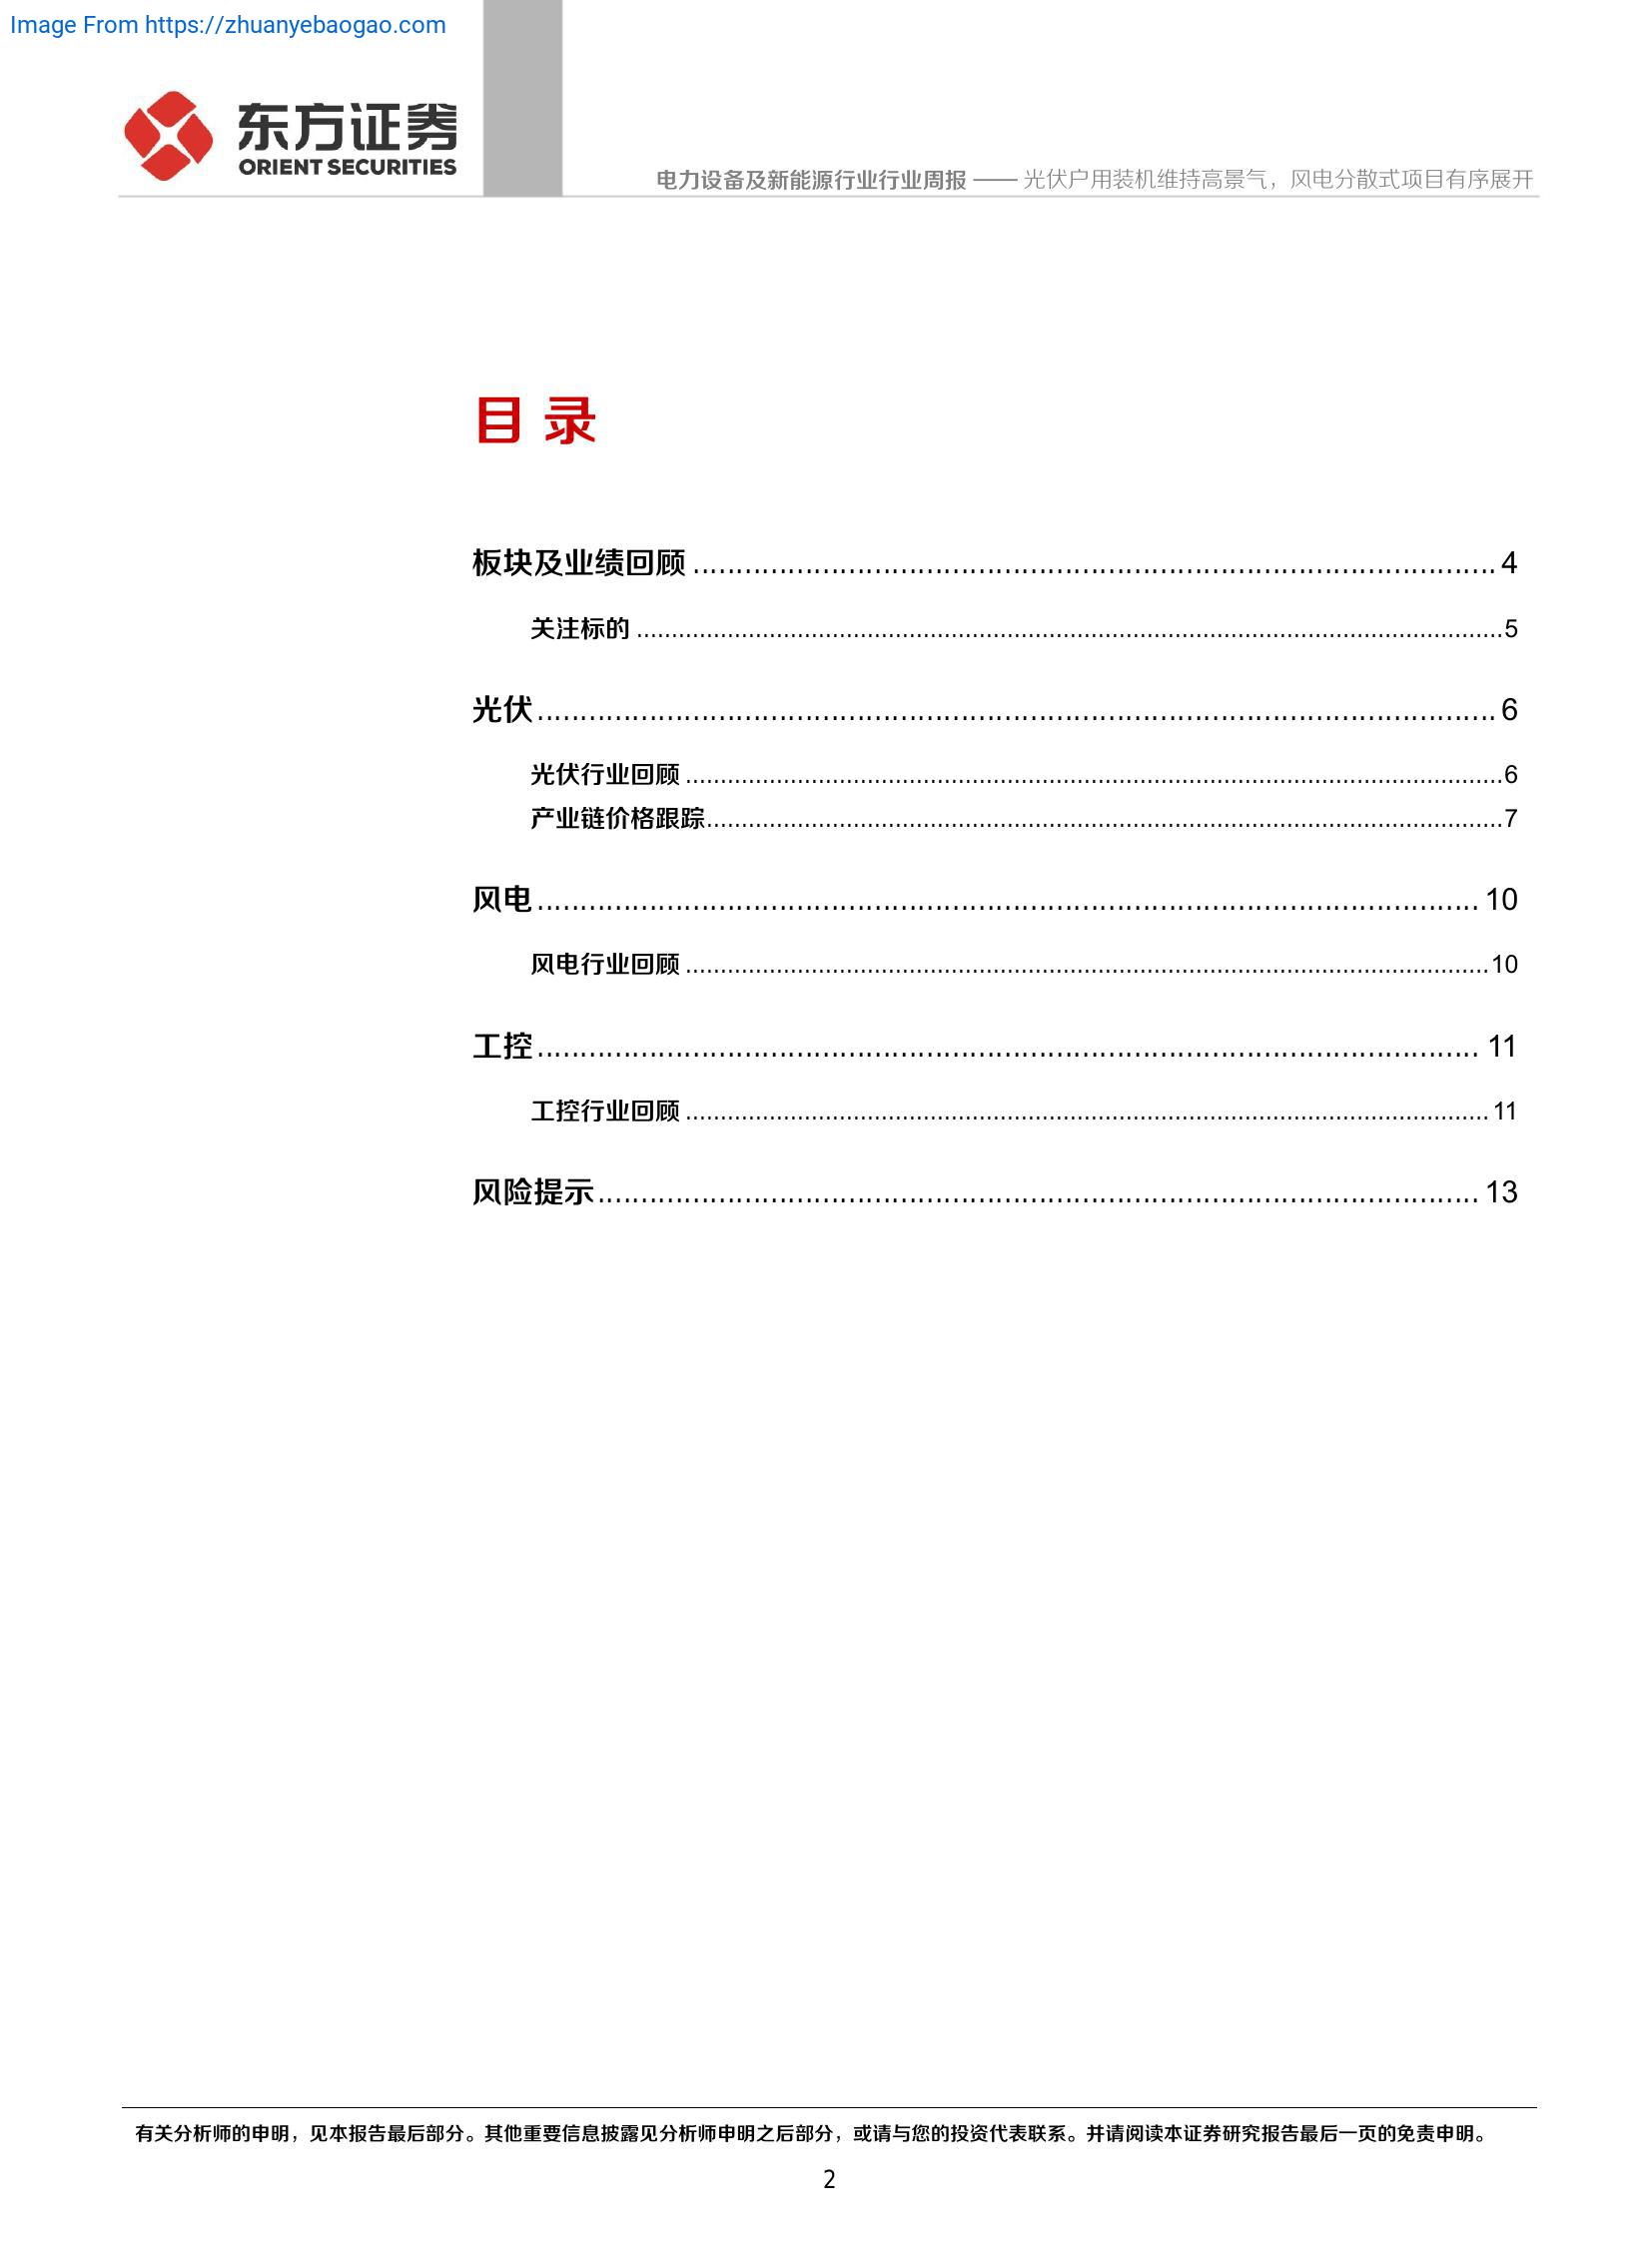 Image From https://zhuanyebaogao.com
东方证券
ORIENT SECURITIES
电力设备及新能源行业行业周报 —— 光伏户用装机维持高景气，风电分散式项目有序展开
目 录
板块及业绩回顾 4
关注标的 5
光伏 6
光伏行业回顾 6
产业链价格跟踪 7
风电 10
风电行业回顾 10
工控 11
工控行业回顾 11
风险提示 13
有关分析师的申明，见本报告最后部分。其他重要信息披露见分析师申明之后部分，或请与您的投资代表联系。并请阅读本证券研究报告最后一页的免责申明。
2